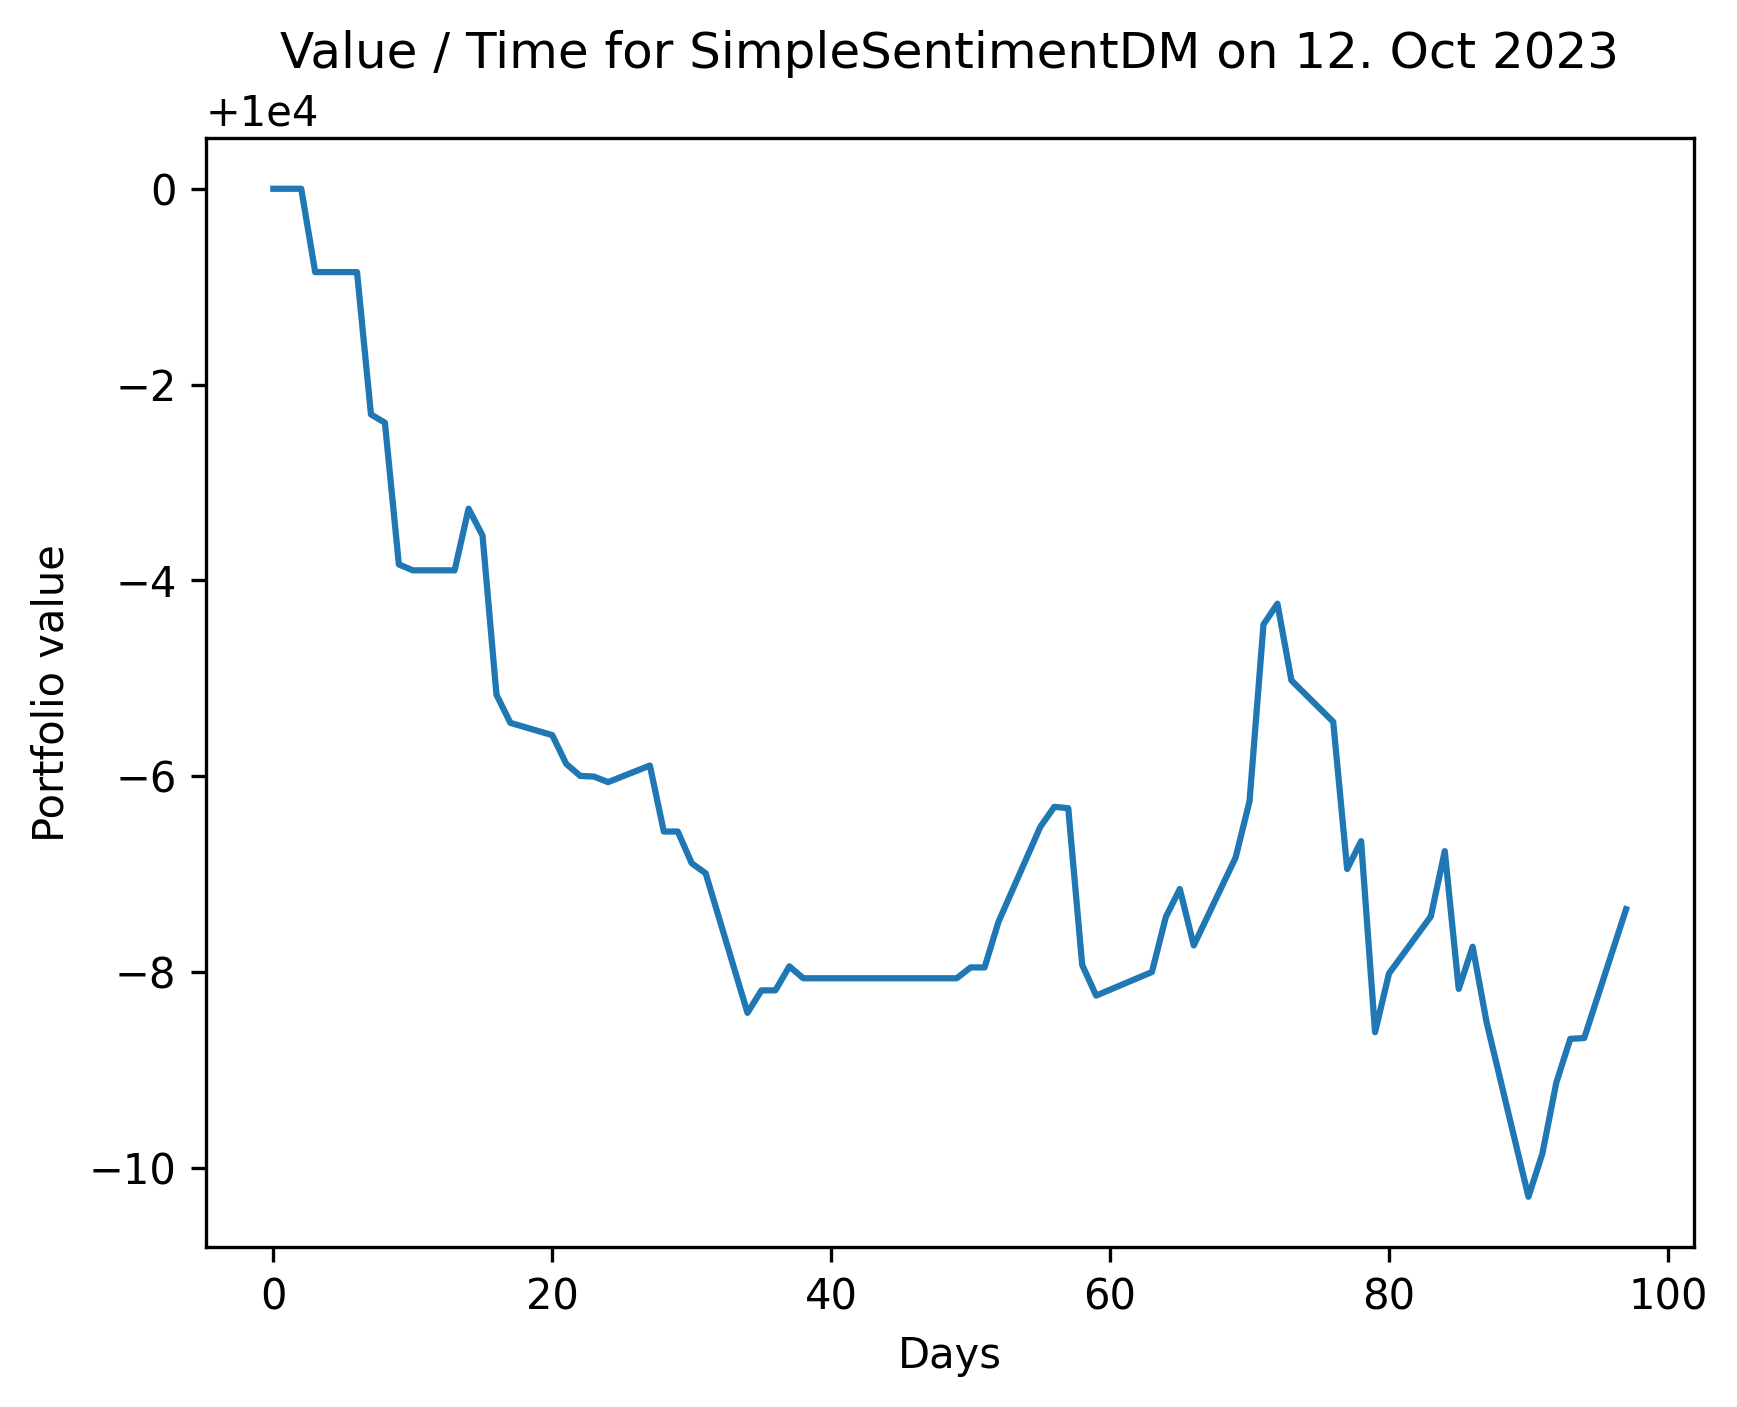 Value / Time for SimpleSentimentDM on 12. Oct 2023
+1e4
0
−2
−4
−6
−8
−10
Portfolio value
0 20 40 60 80 100
Days